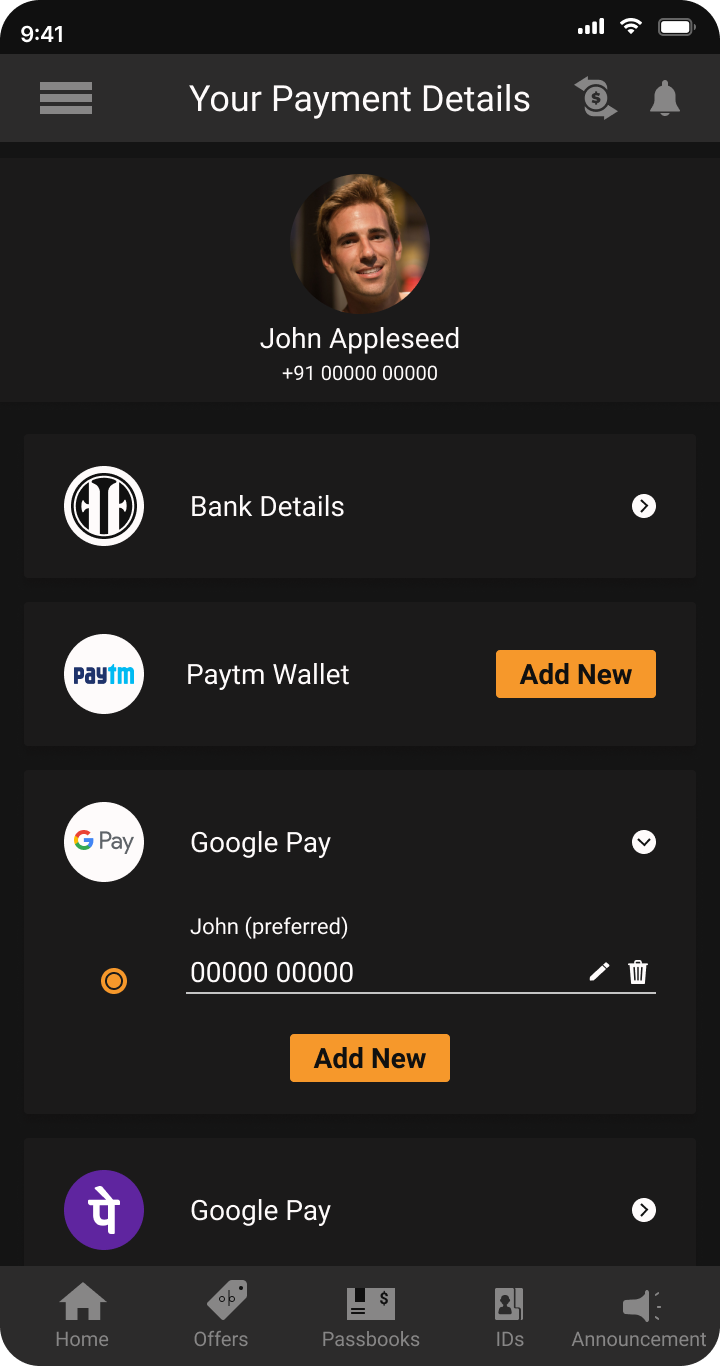 9:41
Your Payment Details
John Appleseed
+91 00000 00000
Bank Details
paytm
Paytm Wallet
Add New
G Pay
Google Pay
John (preferred)
00000 00000
Add New
पे
Google Pay
Home
Offers
Passbooks
IDs
Announcement